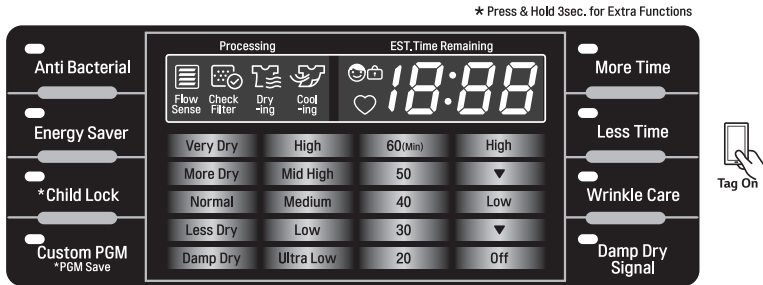 * Press & Hold 3sec. for Extra Functions
Processing EST.Time Remaining
Anti Bacterial
Energy Saver
*Child Lock
Custom PGM
*PGM Save
Flow Sense
Check Filter
Dry -ing
Cool -ing
18:88
Very Dry High 60(Min) High
More Dry Mid High 50 ▼
Normal Medium 40 Low
Less Dry Low 30 ▼
Damp Dry Ultra Low 20 Off
More Time
Less Time
Wrinkle Care
Damp Dry
Signal
Tag On